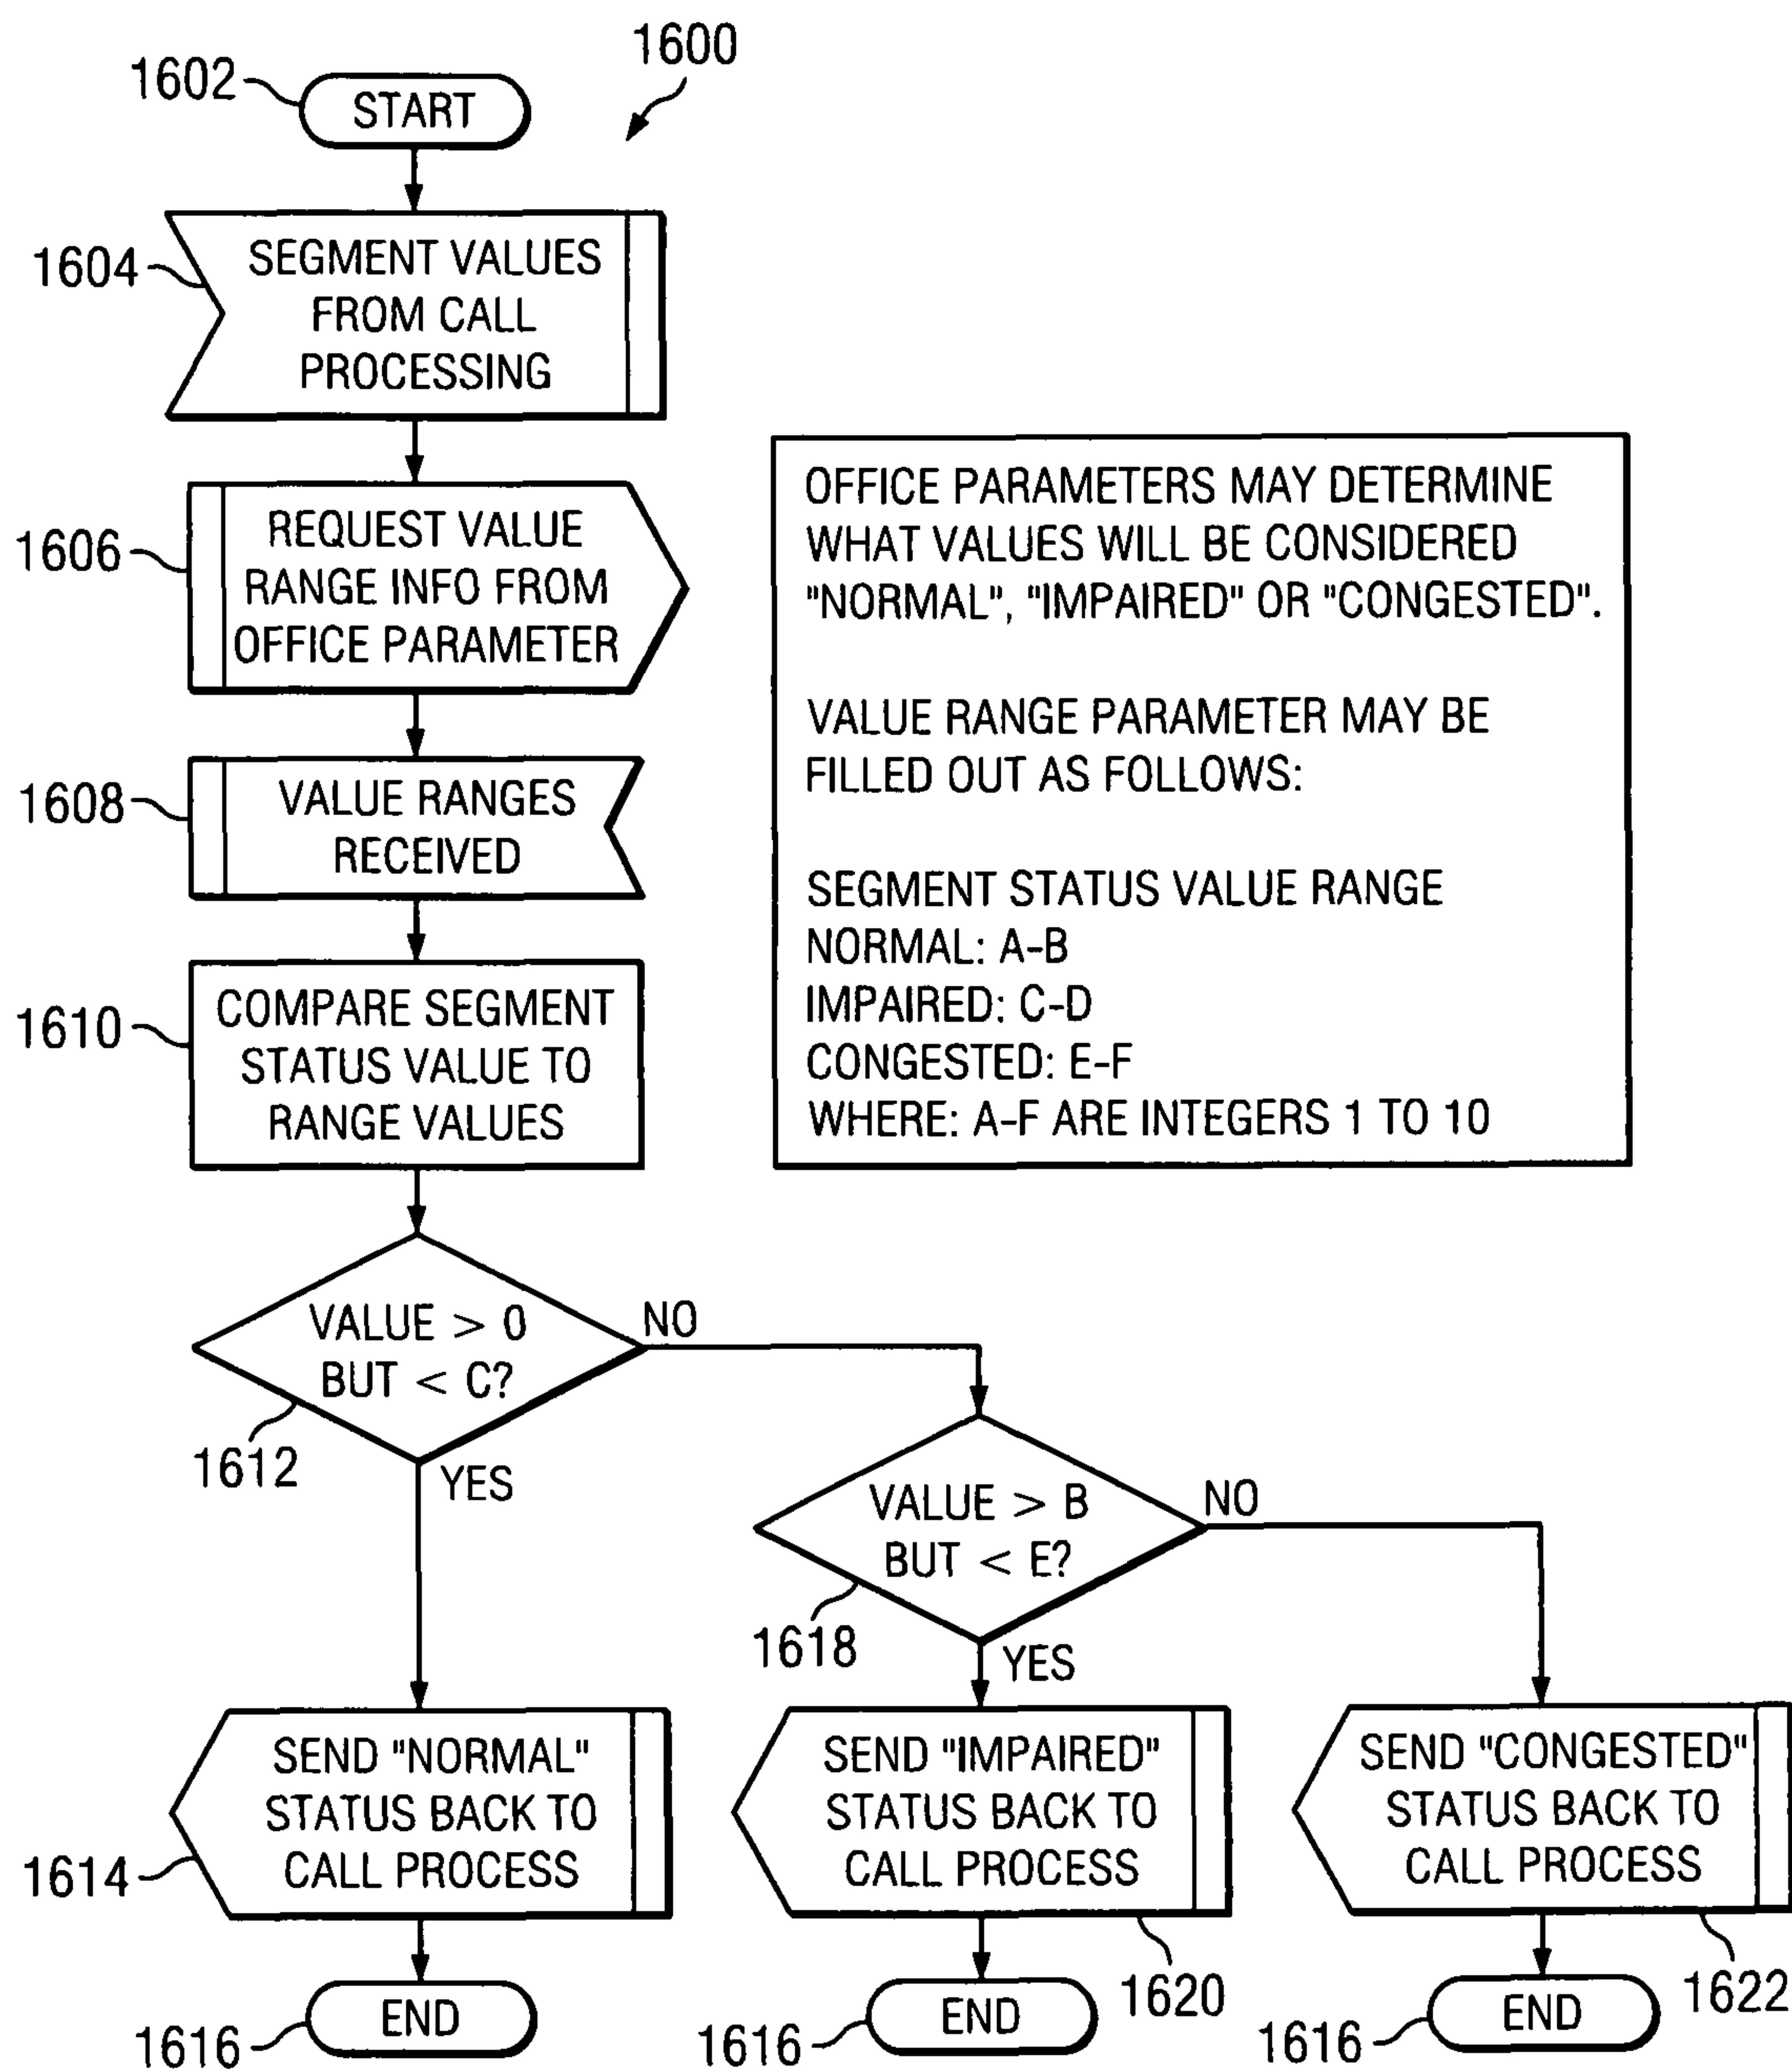 1600
1602
START
1604
SEGMENT VALUES
FROM CALL
PROCESSING
1606
REQUEST VALUE
RANGE INFO FROM
OFFICE PARAMETER
1608
VALUE RANGES
RECEIVED
1610
COMPARE SEGMENT
STATUS VALUE TO
RANGE VALUES
OFFICE PARAMETERS MAY DETERMINE
WHAT VALUES WILL BE CONSIDERED
"NORMAL", "IMPAIRED" OR "CONGESTED".
VALUE RANGE PARAMETER MAY BE
FILLED OUT AS FOLLOWS:
SEGMENT STATUS VALUE RANGE
NORMAL: A-B
IMPAIRED: C-D
CONGESTED: E-F
WHERE: A-F ARE INTEGERS 1 TO 10
VALUE > 0
BUT < C?
NO
1612
YES
VALUE > B
BUT < E?
NO
1618
YES
SEND "NORMAL"
STATUS BACK TO
CALL PROCESS
1614
SEND "IMPAIRED"
STATUS BACK TO
CALL PROCESS
1620
SEND "CONGESTED"
STATUS BACK TO
CALL PROCESS
1622
END
1616
END
1616
END
1616